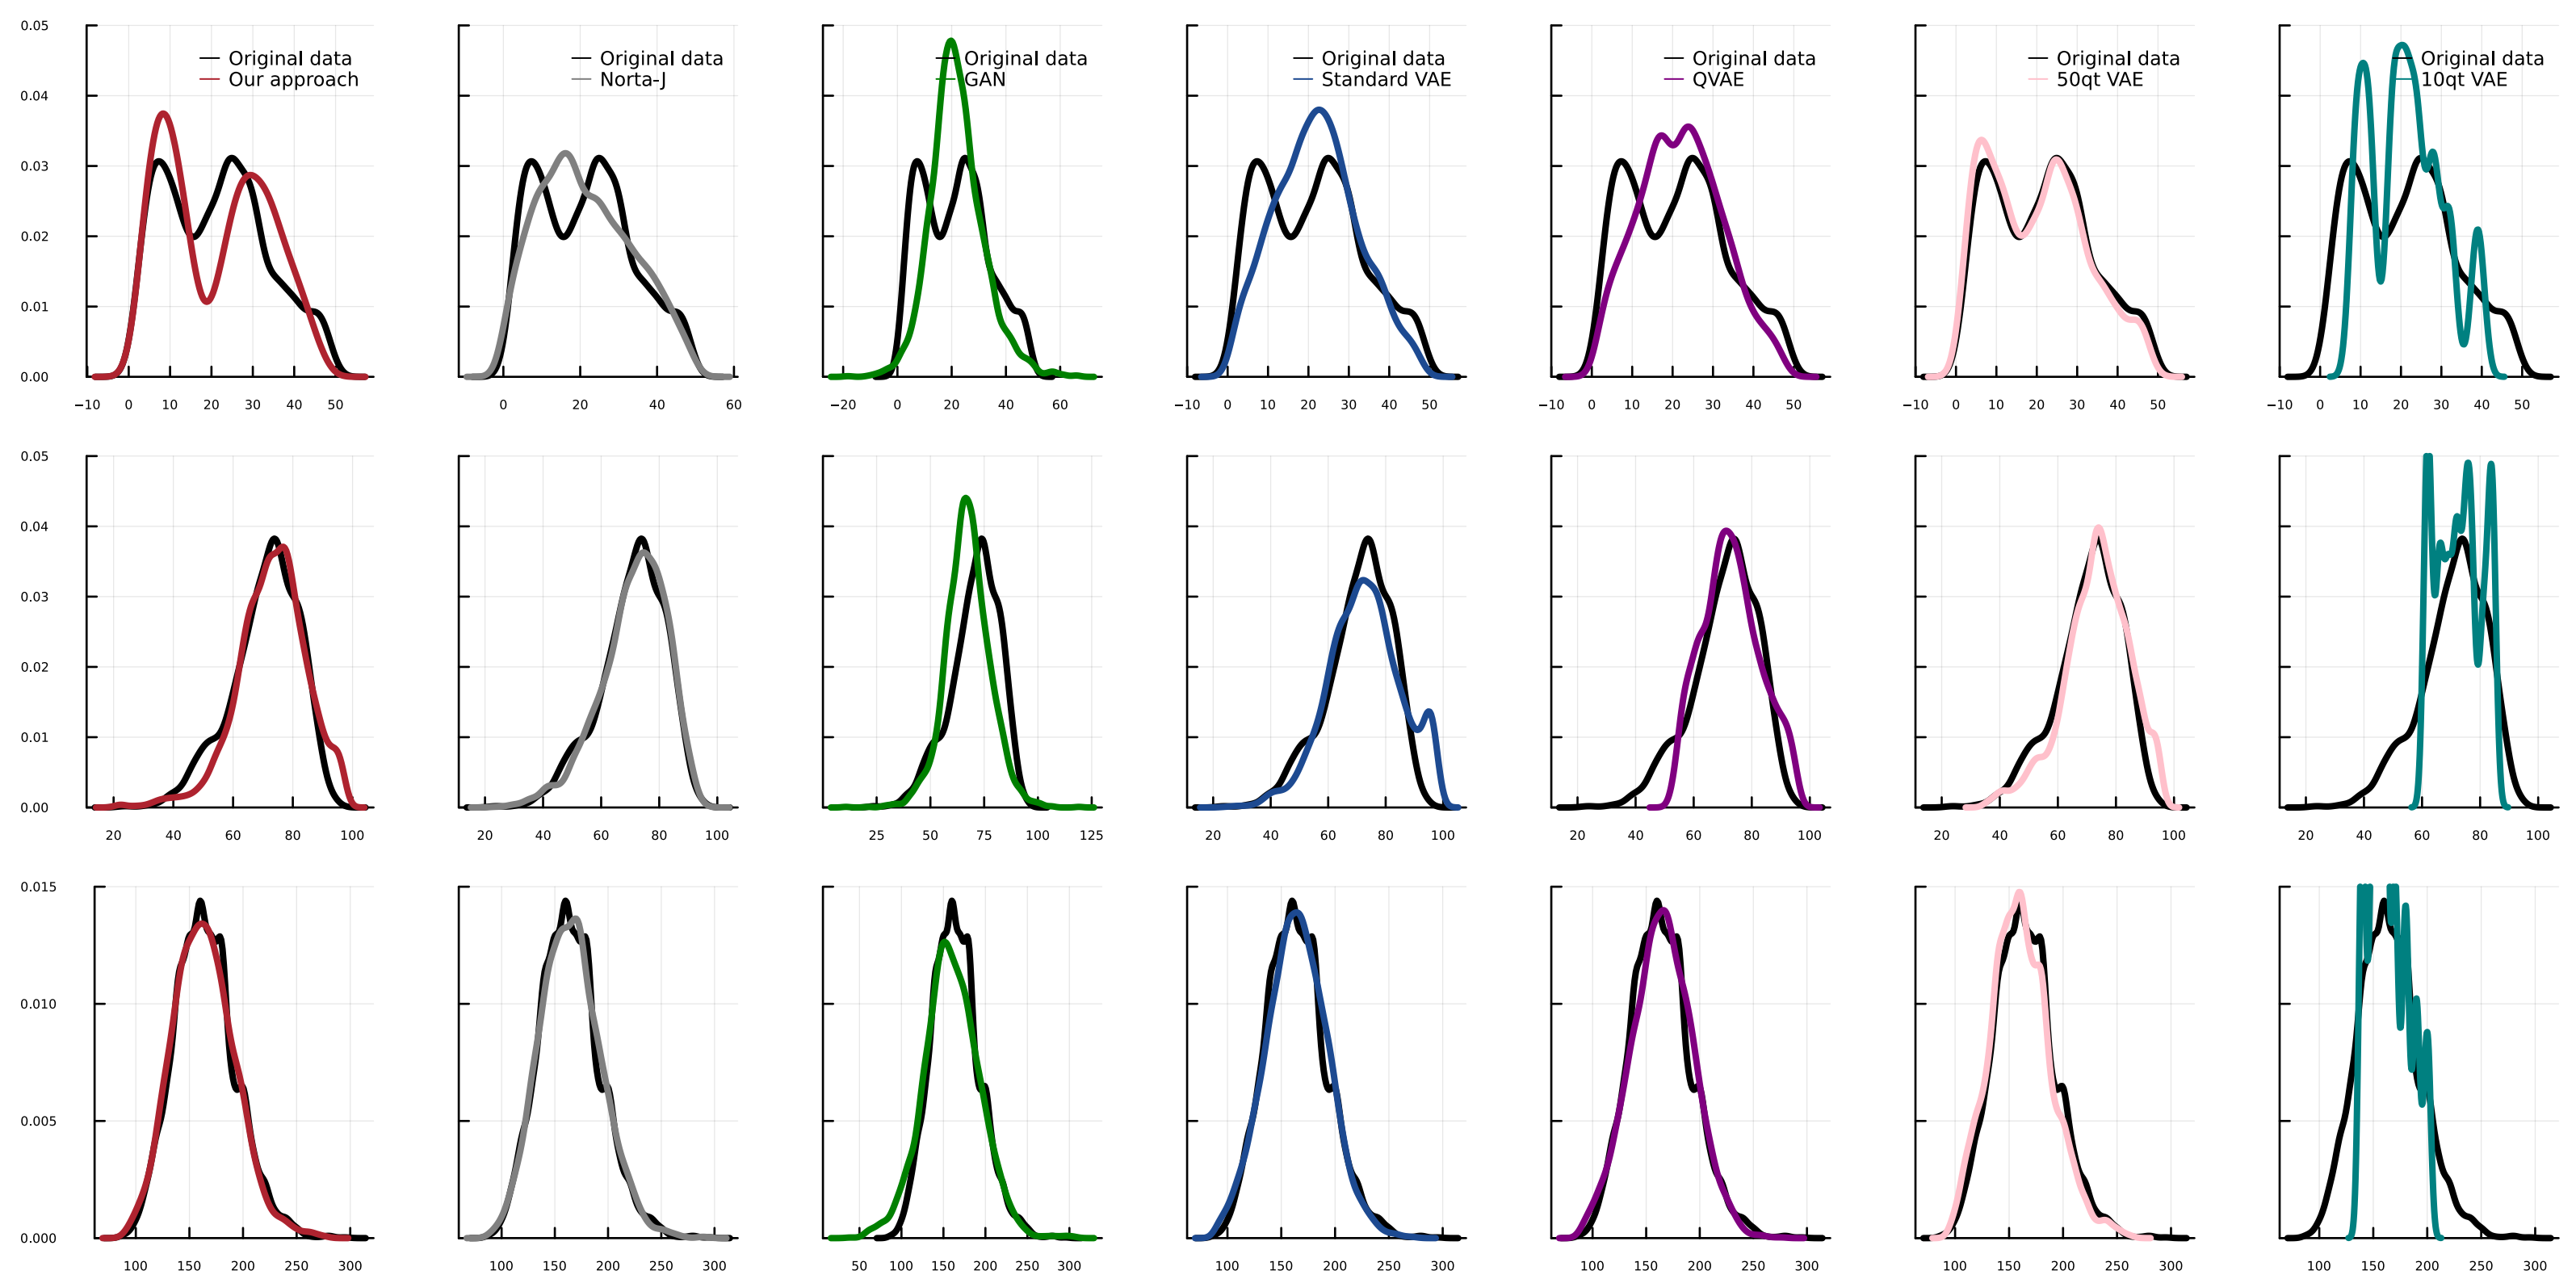 0.05
0.04
0.03
0.02
0.01
0.00
Original data
Our approach
−10 0 10 20 30 40 50
Original data
Norta-J
0 20 40 60
Original data
GAN
−20 0 20 40 60
Original data
Standard VAE
−10 0 10 20 30 40 50
Original data
QVAE
−10 0 10 20 30 40 50
Original data
50qt VAE
−10 0 10 20 30 40 50
Original data
10qt VAE
−10 0 10 20 30 40 50
0.05
0.04
0.03
0.02
0.01
0.00
20 40 60 80 100
20 40 60 80 100
25 50 75 100 125
20 40 60 80 100
20 40 60 80 100
20 40 60 80 100
20 40 60 80 100
0.015
0.010
0.005
0.000
100 150 200 250 300
100 150 200 250 300
50 100 150 200 250 300
100 150 200 250 300
100 150 200 250 300
100 150 200 250 300
100 150 200 250 300